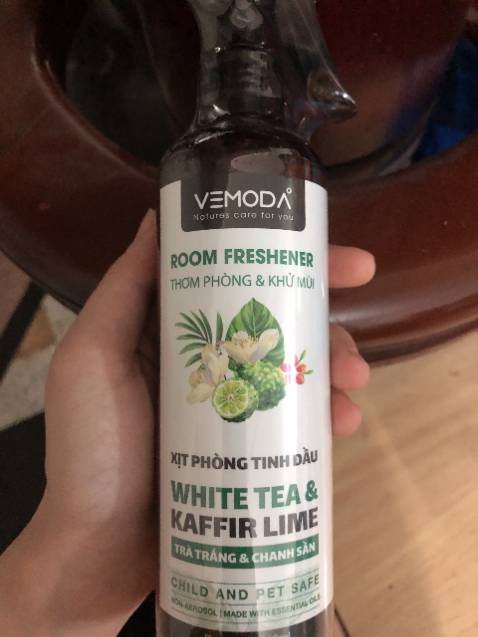 VEMODA
Natures care for you
ROOM FRESHENER
THƠM PHÒNG & KHỬ MÙI
XỊT PHÒNG TINH DẦU
WHITE TEA &
KAFFIR LIME
TRÀ TRẮNG & CHANH SẦN
CHILD AND PET SAFE
NON-AEROSOL | MADE WITH ESSENTIAL OILS